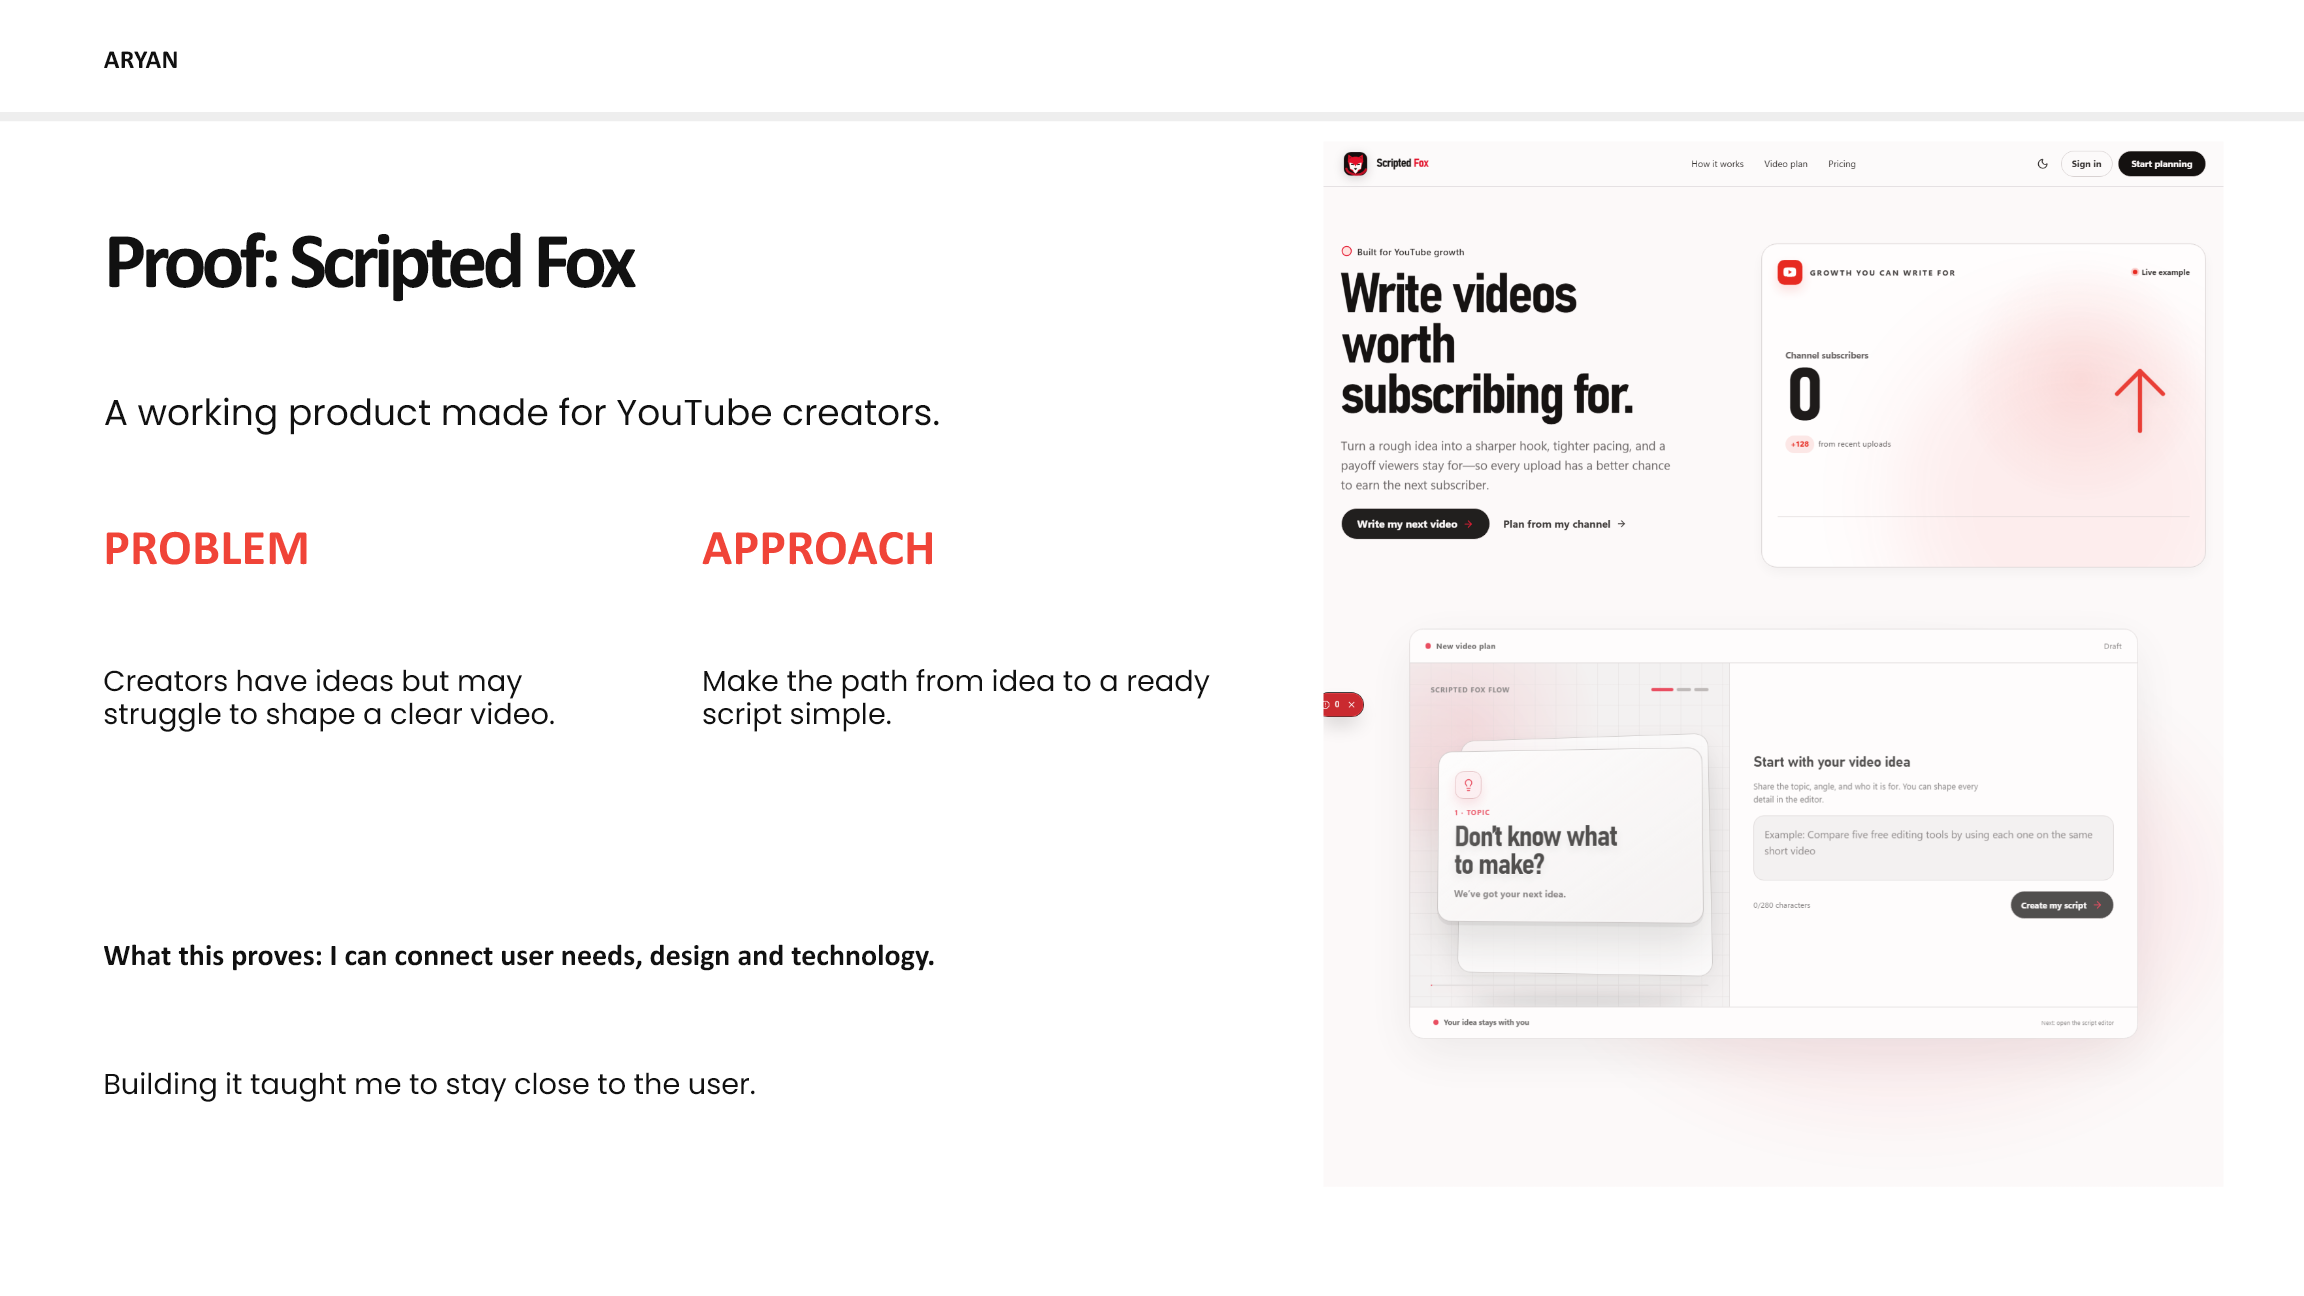 ARYAN
Proof: Scripted Fox
A working product made for YouTube creators.
PROBLEM
Creators have ideas but may
struggle to shape a clear video.
APPROACH
Make the path from idea to a ready
script simple.
What this proves: I can connect user needs, design and technology.
Building it taught me to stay close to the user.
Scripted Fox
How it works
Video plan
Pricing
Sign in
Start planning
Built for YouTube growth
Write videos
worth
subscribing for.
Turn a rough idea into a sharper hook, tighter pacing, and a
payoff viewers stay for—so every upload has a better chance
to earn the next subscriber.
Write my next video →
Plan from my channel →
GROWTH YOU CAN WRITE FOR
Live example
Channel subscribers
0
+128 from recent uploads
0
New video plan
Draft
SCRIPTED FOX FLOW
1 · TOPIC
Don't know what
to make?
We've got your next idea.
Start with your video idea
Share the topic, angle, and who it is for. You can shape every
detail in the editor.
Example: Compare five free editing tools by using each one on the same
short video
0/280 characters
Create my script →
Your idea stays with you
Next: open the script editor